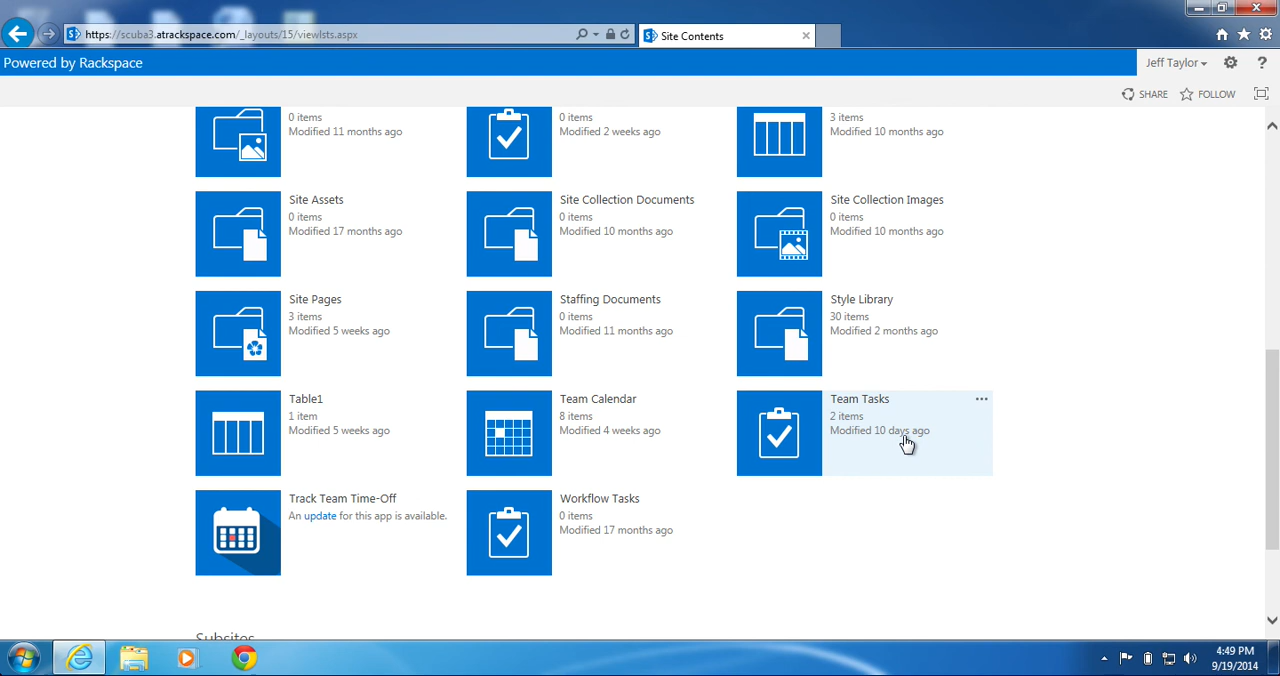 https://scuba3.atrackspace.com/_layouts/15/viewlsts.aspx
Site Contents
Powered by Rackspace
Jeff Taylor
SHARE
FOLLOW
0 items
Modified 11 months ago
0 items
Modified 2 weeks ago
3 items
Modified 10 months ago
Site Assets
0 items
Modified 17 months ago
Site Collection Documents
0 items
Modified 10 months ago
Site Collection Images
0 items
Modified 10 months ago
Site Pages
3 items
Modified 5 weeks ago
Staffing Documents
0 items
Modified 11 months ago
Style Library
30 items
Modified 2 months ago
Table1
1 item
Modified 5 weeks ago
Team Calendar
8 items
Modified 4 weeks ago
Team Tasks
2 items
Modified 10 days ago
Track Team Time-Off
An update for this app is available.
Workflow Tasks
0 items
Modified 17 months ago
Subsites
4:49 PM
9/19/2014